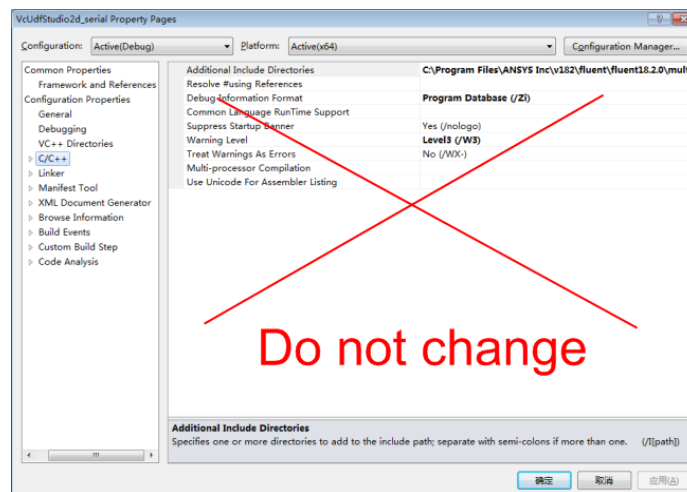 VcUdfStudio2d_serial Property Pages
Configuration: Active(Debug) Platform: Active(x64) Configuration Manager...
Common Properties
Framework and References
Configuration Properties
General
Debugging
VC++ Directories
C/C++
Linker
Manifest Tool
XML Document Generator
Browse Information
Build Events
Custom Build Step
Code Analysis
Additional Include Directories C:\Program Files\ANSYS Inc\v182\fluent\fluent18.2.0\mult
Resolve #using References
Debug Information Format Program Database (/Zi)
Common Language RunTime Support
Suppress Startup Banner Yes (/nologo)
Warning Level Level3 (/W3)
Treat Warnings As Errors No (/WX-)
Multi-processor Compilation
Use Unicode For Assembler Listing
Do not change
Additional Include Directories
Specifies one or more directories to add to the include path; separate with semi-colons if more than one. (/I[path])
确定 取消 应用(A)